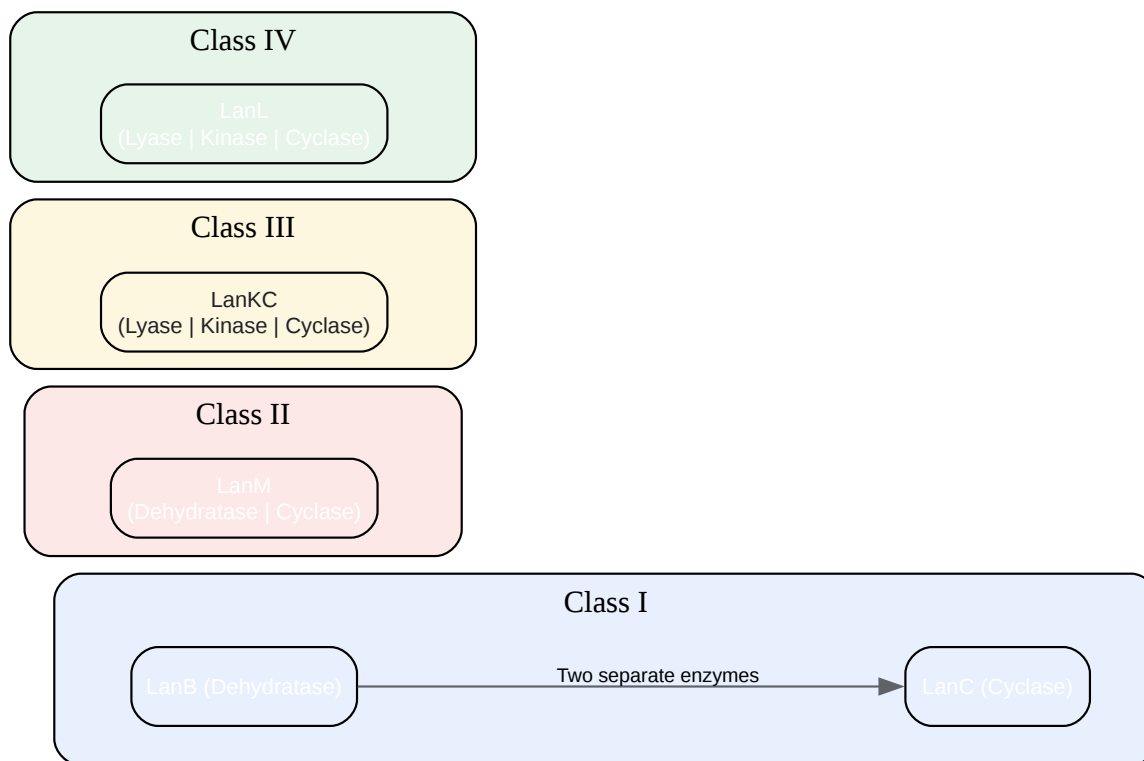 Class IV
LanL
(Lyase | Kinase | Cyclase)
Class III
LanKC
(Lyase | Kinase | Cyclase)
Class II
LanM
(Dehydratase | Cyclase)
Class I
LanB (Dehydratase)
Two separate enzymes
LanC (Cyclase)